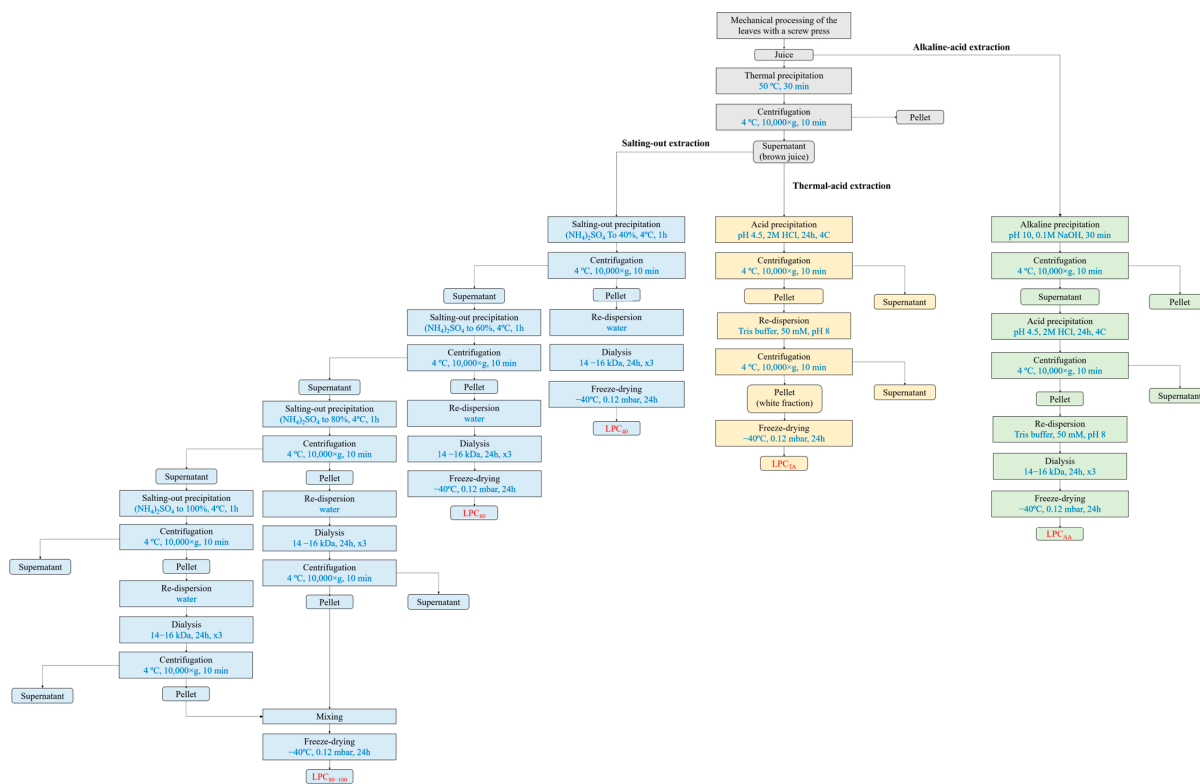 Mechanical processing of the
leaves with a screw press
Alkaline-acid extraction
Juice
Thermal precipitation
50 ºC, 30 min
Centrifugation
4 ºC, 10,000×g, 10 min
Pellet
Salting-out extraction
Supernatant
(brown juice)
Thermal-acid extraction
Salting-out precipitation
(NH₄)₂SO₄ To 40%, 4ºC, 1h
Centrifugation
4 ºC, 10,000×g, 10 min
Supernatant
Pellet
Salting-out precipitation
(NH₄)₂SO₄ to 60%, 4ºC, 1h
Re-dispersion
water
Centrifugation
4 ºC, 10,000×g, 10 min
Dialysis
14 −16 kDa, 24h, x3
Supernatant
Pellet
Freeze-drying
−40ºC, 0.12 mbar, 24h
LPC₄₀
Salting-out precipitation
(NH₄)₂SO₄ to 80%, 4ºC, 1h
Re-dispersion
water
Centrifugation
4 ºC, 10,000×g, 10 min
Dialysis
14 −16 kDa, 24h, x3
Supernatant
Pellet
Freeze-drying
−40ºC, 0.12 mbar, 24h
LPC₆₀
Salting-out precipitation
(NH₄)₂SO₄ to 100%, 4ºC, 1h
Re-dispersion
water
Centrifugation
4 ºC, 10,000×g, 10 min
Dialysis
14 −16 kDa, 24h, x3
Supernatant
Pellet
Centrifugation
4 ºC, 10,000×g, 10 min
Re-dispersion
water
Pellet
Supernatant
Dialysis
14−16 kDa, 24h, x3
Centrifugation
4 ºC, 10,000×g, 10 min
Supernatant
Pellet
Mixing
Freeze-drying
−40ºC, 0.12 mbar, 24h
LPC₈₀₋₁₀₀
Acid precipitation
pH 4.5, 2M HCl, 24h, 4C
Centrifugation
4 ºC, 10,000×g, 10 min
Pellet
Supernatant
Re-dispersion
Tris buffer, 50 mM, pH 8
Centrifugation
4 ºC, 10,000×g, 10 min
Pellet
(white fraction)
Supernatant
Freeze-drying
−40ºC, 0.12 mbar, 24h
LPC_TA
Alkaline precipitation
pH 10, 0.1M NaOH, 30 min
Centrifugation
4 ºC, 10,000×g, 10 min
Supernatant
Pellet
Acid precipitation
pH 4.5, 2M HCl, 24h, 4C
Centrifugation
4 ºC, 10,000×g, 10 min
Pellet
Supernatant
Re-dispersion
Tris buffer, 50 mM, pH 8
Dialysis
14−16 kDa, 24h, x3
Freeze-drying
−40ºC, 0.12 mbar, 24h
LPC_AA